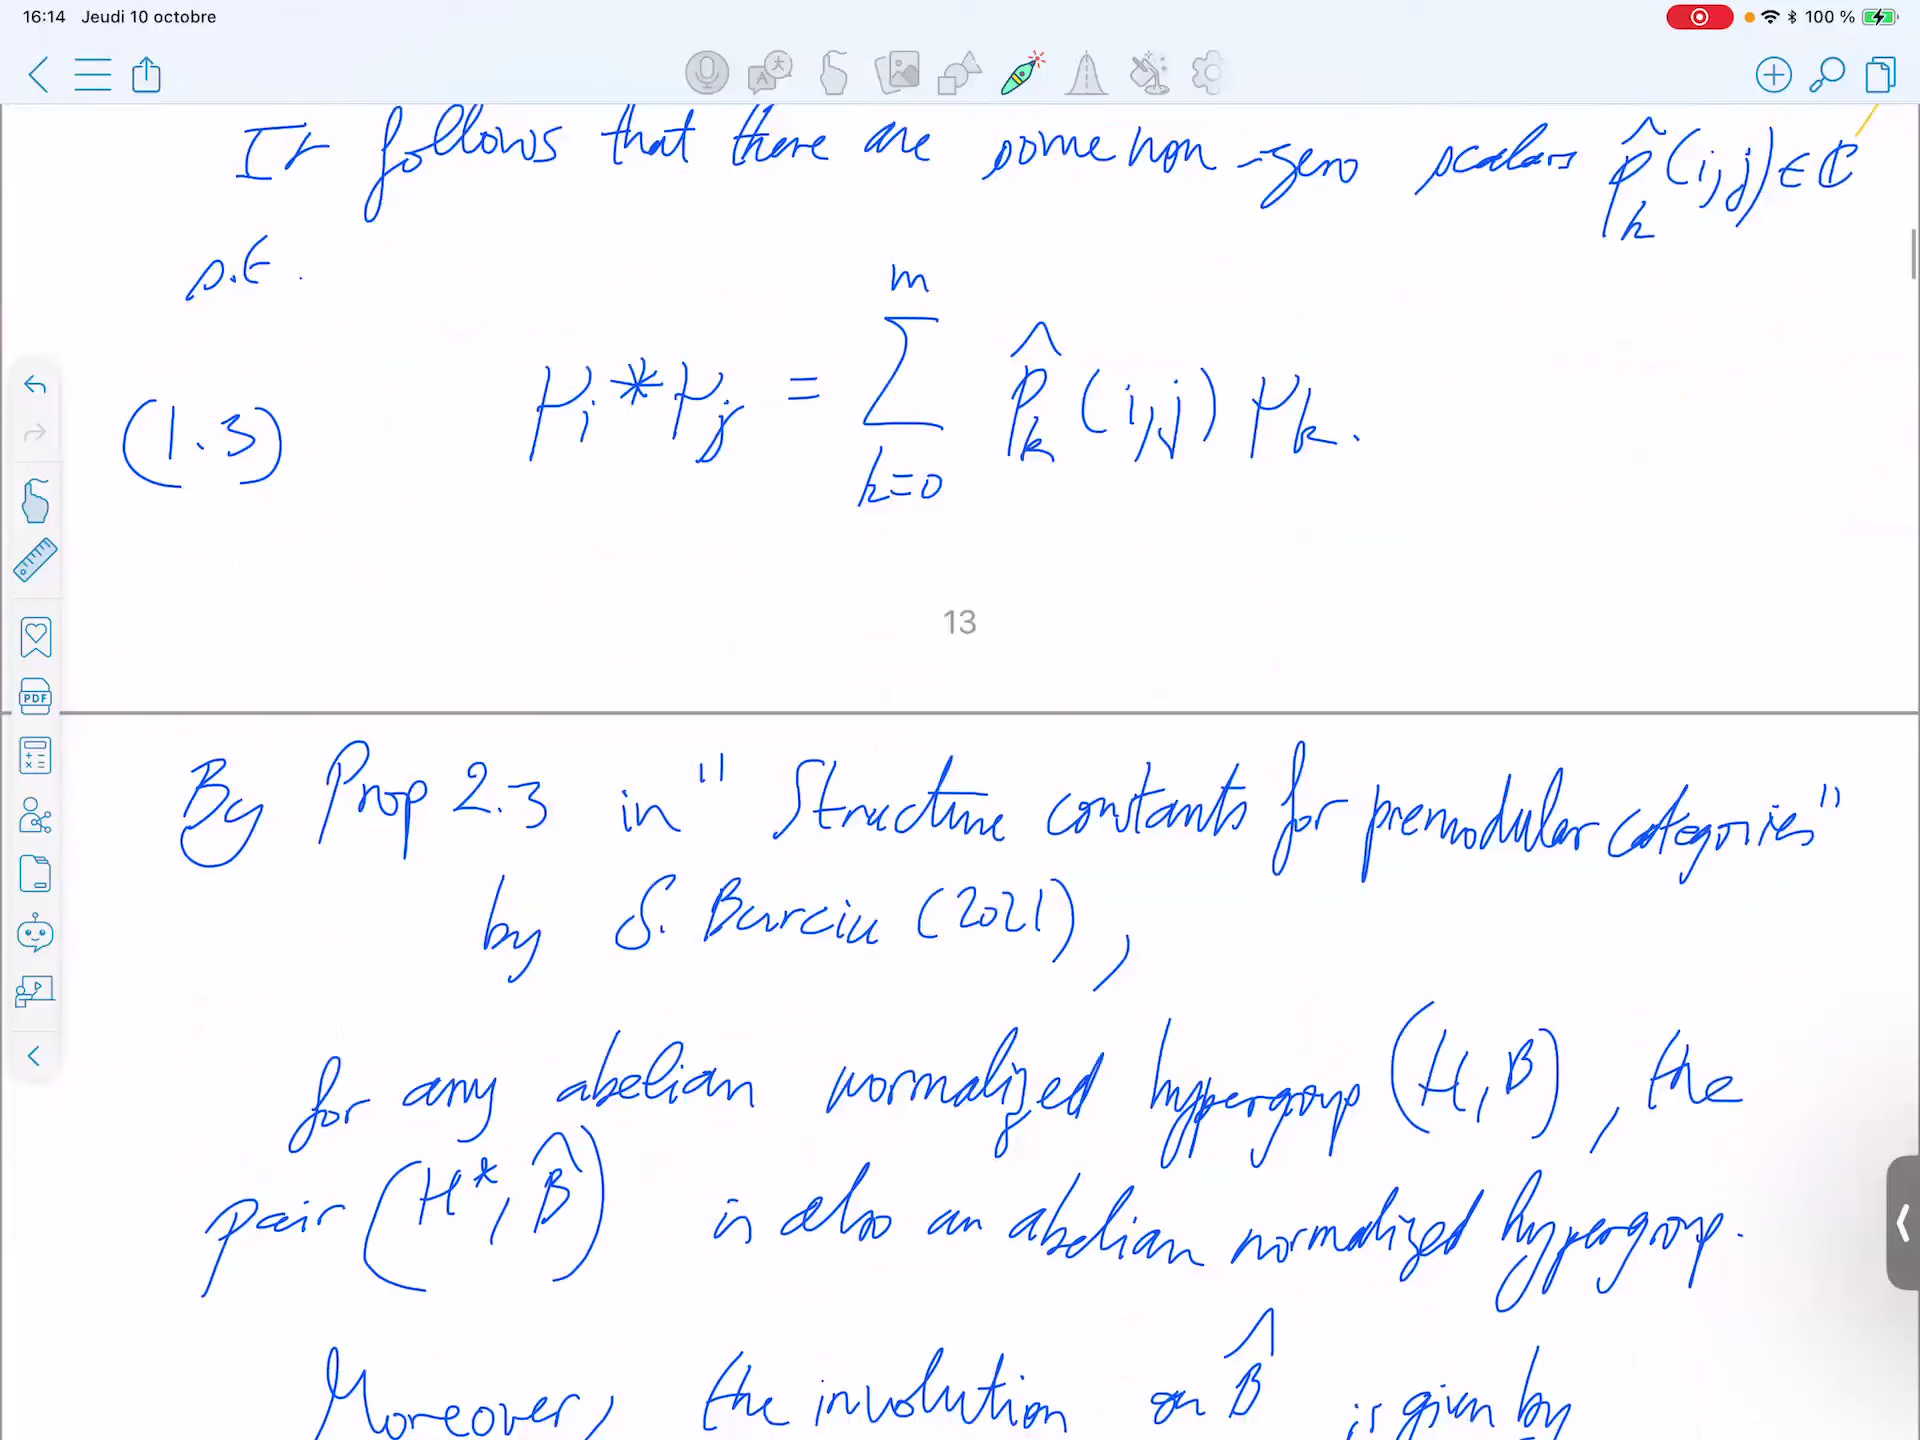 16:14 Jeudi 10 octobre 100 %
It follows that there are some non-zero scalars p̂_k(i,j) ∈ ℂ
s.t.
(1.3) μ_i * μ_j = ∑_{k=0}^{m} p̂_k(i,j) μ_k.
13
PDF
By Prop 2.3 in "Structure constants for premodular categories"
by S. Burciu (2021),
for any abelian normalized hypergroup (H, B), the
pair (H*, B̂) is also an abelian normalized hypergroup.
Moreover, the involution on B̂ is given by